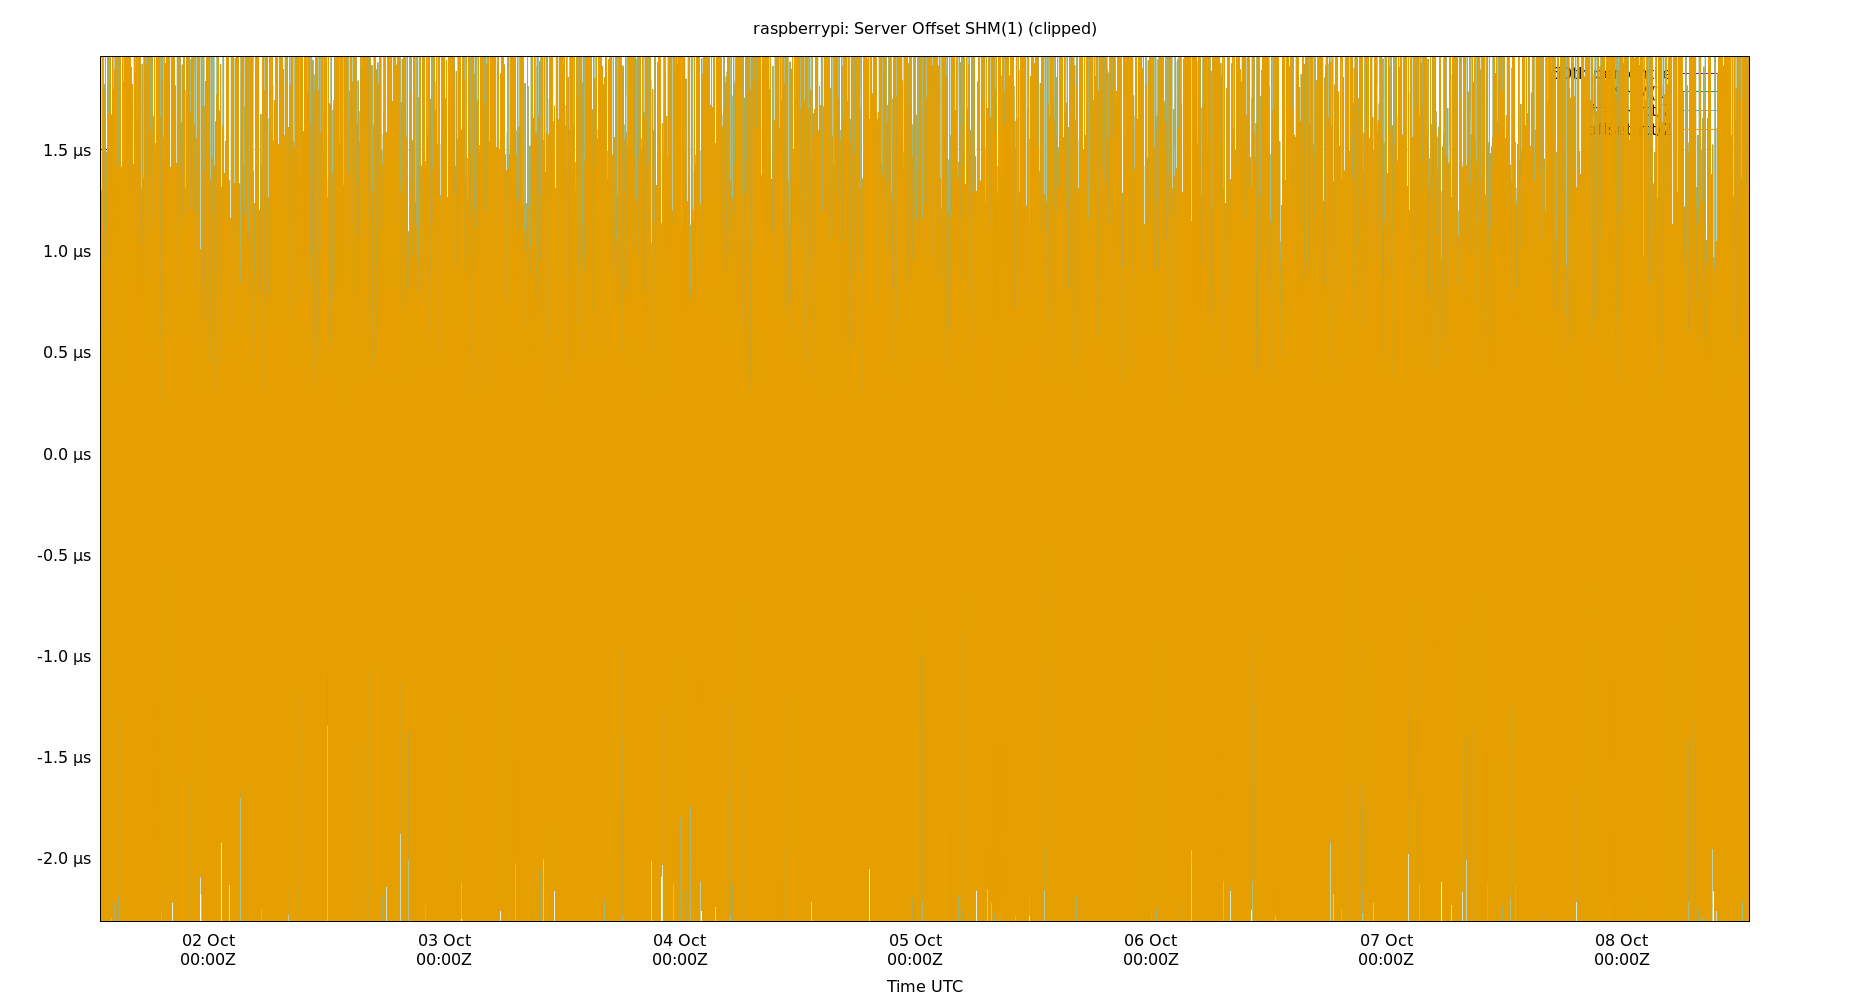 raspberrypi: Server Offset SHM(1) (clipped)
1.5 µs
1.0 µs
0.5 µs
0.0 µs
-0.5 µs
-1.0 µs
-1.5 µs
-2.0 µs
02 Oct 03 Oct 04 Oct 05 Oct 06 Oct 07 Oct 08 Oct
00:00Z 00:00Z 00:00Z 00:00Z 00:00Z 00:00Z 00:00Z
Time UTC